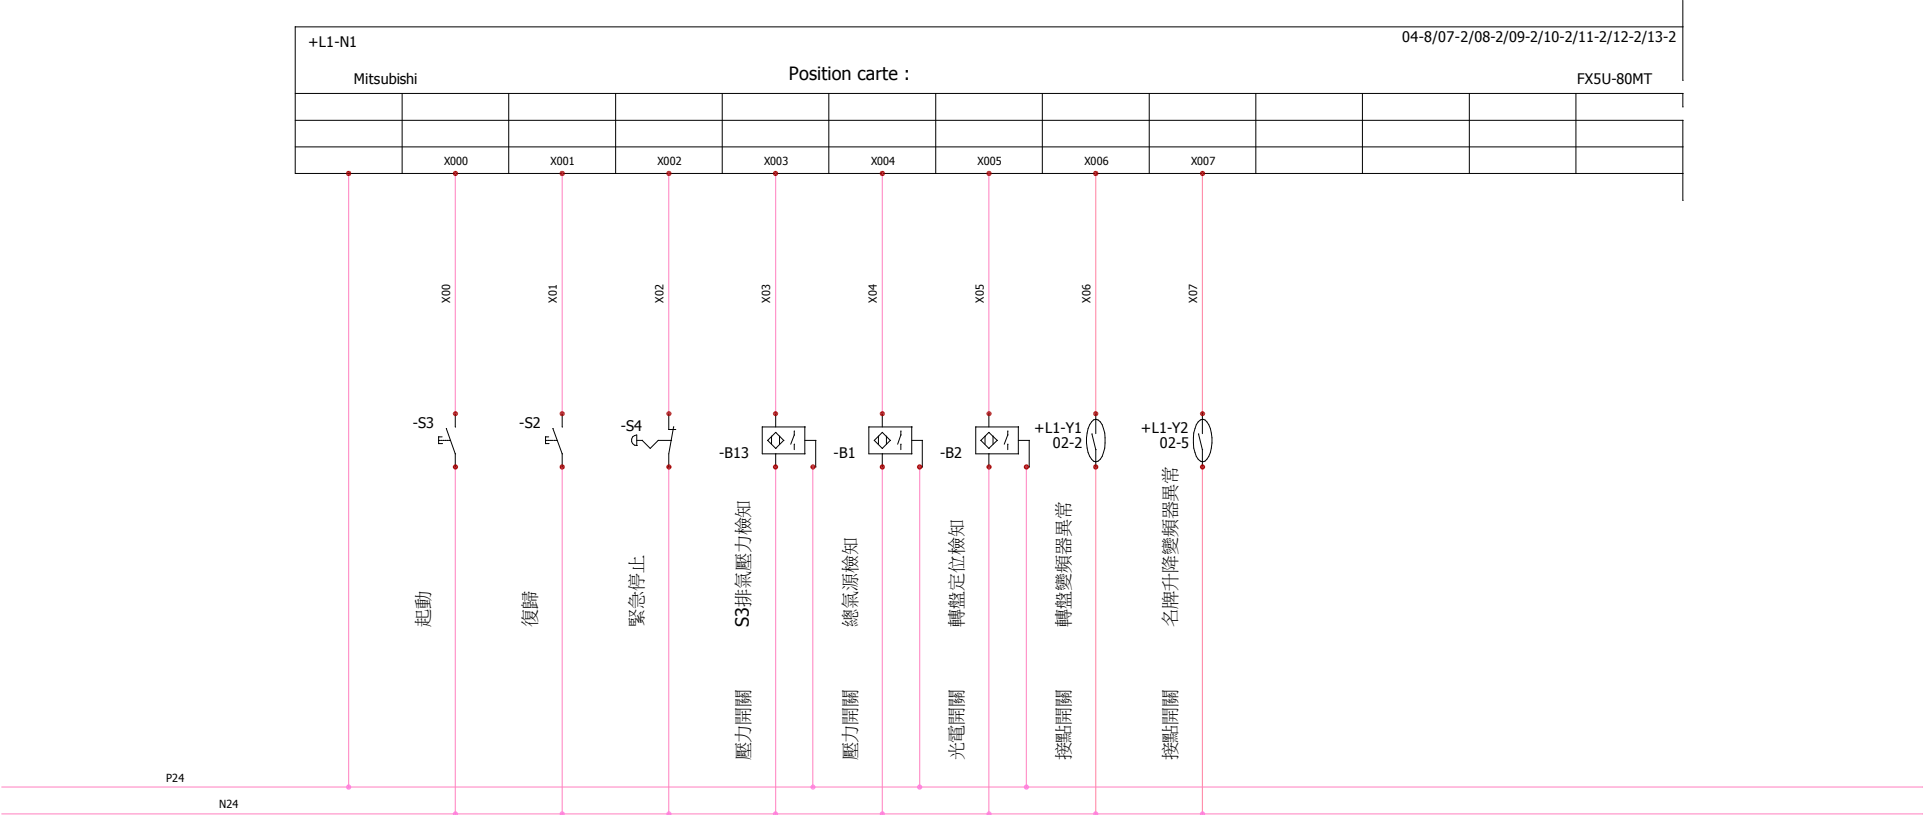 +L1-N1
04-8/07-2/08-2/09-2/10-2/11-2/12-2/13-2
Mitsubishi
Position carte :
FX5U-80MT
X000
X001
X002
X003
X004
X005
X006
X007
X00
X01
X02
X03
X04
X05
X06
X07
-S3
-S2
-S4
-B13
-B1
-B2
+L1-Y1
02-2
+L1-Y2
02-5
起動
復歸
緊急停止
S3排氣壓力檢知
總氣源檢知
轉盤定位檢知
轉盤變頻器異常
名牌升降變頻器異常
壓力開關
壓力開關
光電開關
接點開關
接點開關
P24
N24